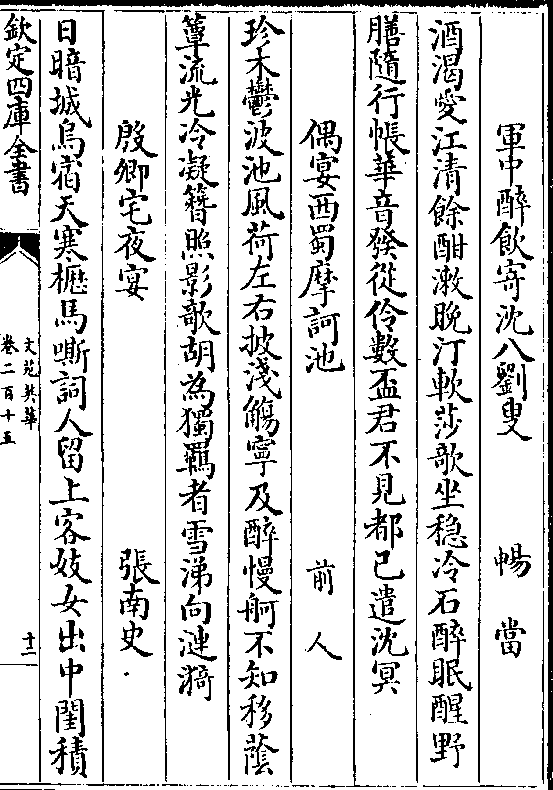 軍中醉飲寄沈八劉叟　暢當
酒渴愛江清餘酣漱晚汀軟莎歌坐穩冷石醉眠醒野
膳隨行帳華音發從伶數盃君不見都已遣沈冥
偶宴西蜀摩訶池　前人
珍木鬱波池風荷左右披淺觴寧及醉慢舸不知移蔭
簟流光冷凝簪照影欹胡為獨羇者雪涕向漣漪
殷卿宅夜宴　張南史
日暗城烏宿天寒櫪馬嘶詞人留上客妓女出中閨積
欽定四庫全書
文苑英華
卷二百十五
十二